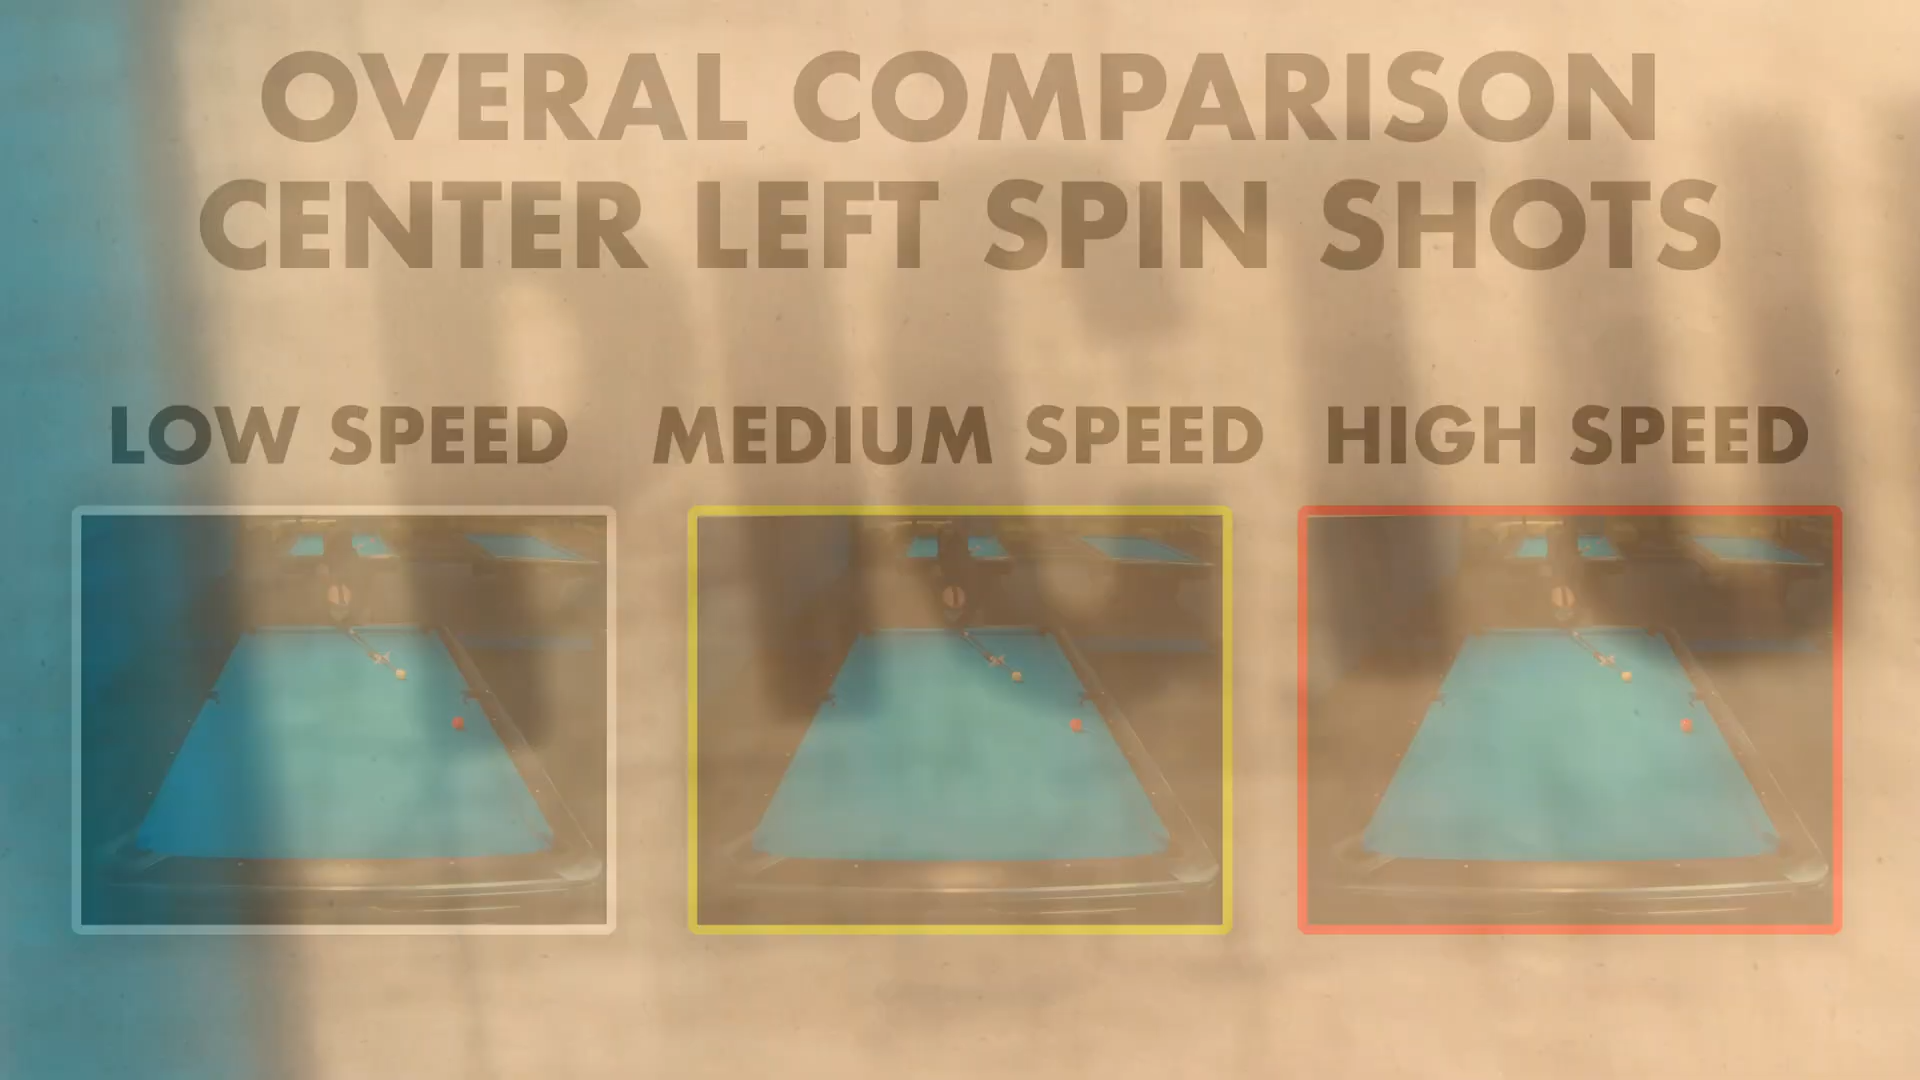 OVERAL COMPARISON
CENTER LEFT SPIN SHOTS
LOW SPEED
MEDIUM SPEED
HIGH SPEED